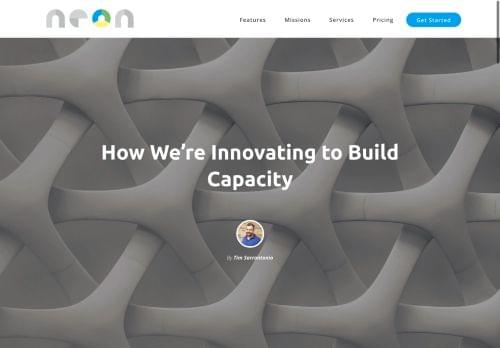 neon
Features Missions Services Pricing Get Started
How We're Innovating to Build
Capacity
By Tim Sarrantonio